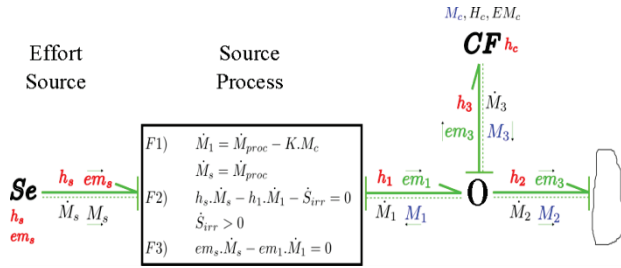 M_c, H_c, EM_c
CF h_c
Effort
Source
Source
Process
h_3 Ṁ_3
em_3 M_3
F1) Ṁ_1 = Ṁ_proc − K.M_c
Ṁ_s = Ṁ_proc
F2) h_s.Ṁ_s − h_1.Ṁ_1 − Ṡ_irr = 0
Ṡ_irr > 0
F3) em_s.Ṁ_s − em_1.Ṁ_1 = 0
Se h_s em_s h_1 em_1 0 h_2 em_3
Ṁ_s M_s Ṁ_1 M_1 Ṁ_2 M_2
h_s
em_s